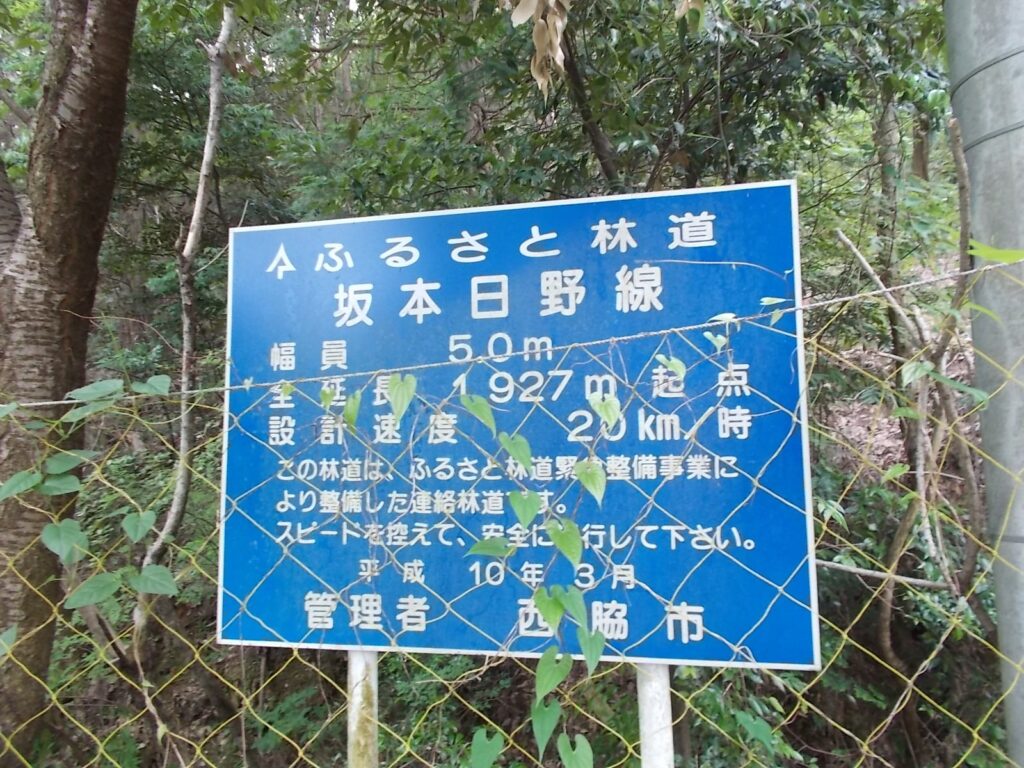 ふるさと林道
坂本日野線
幅員 5.0m
全延長 1,927m 起点
設計速度 20km/時
この林道は、ふるさと林道緊急整備事業に
より整備した連絡林道です。
スピードを控えて、安全に 行して下さい。
平成 10年 3月
管理者 西脇市